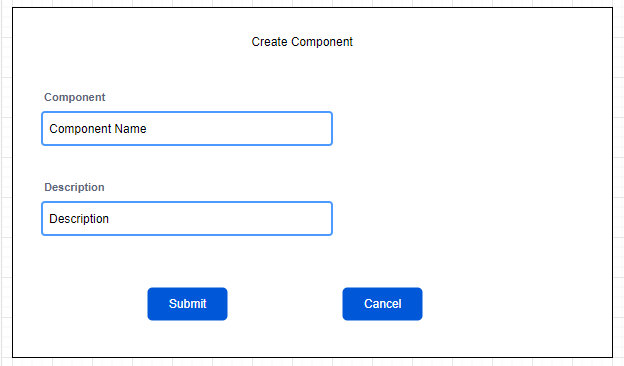 Create Component
Component
Component Name
Description
Description
Submit
Cancel